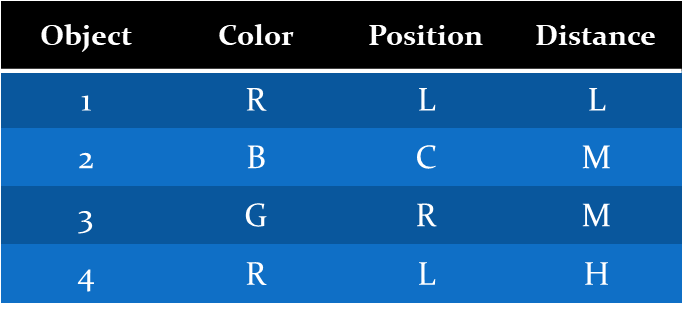 Object Color Position Distance
1 R L L
2 B C M
3 G R M
4 R L H